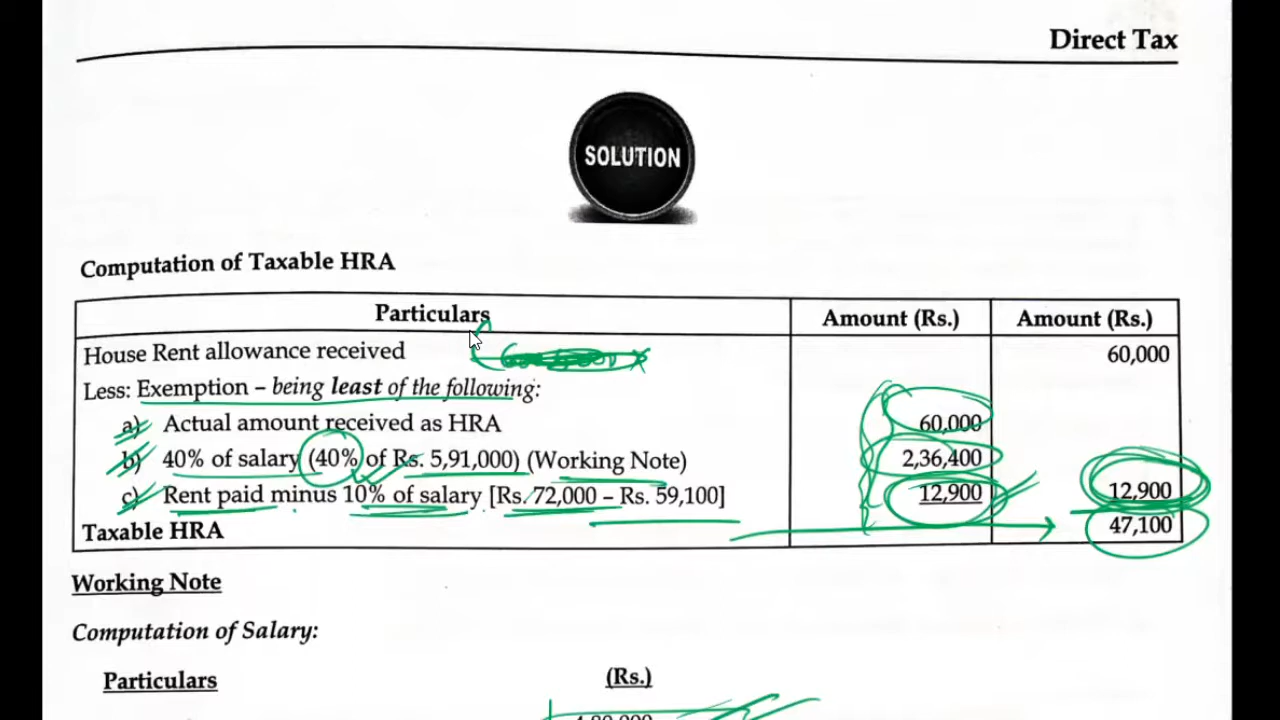 Direct Tax
SOLUTION
Computation of Taxable HRA
Particulars Amount (Rs.) Amount (Rs.)
House Rent allowance received 60,000
Less: Exemption – being least of the following:
a) Actual amount received as HRA 60,000
b) 40% of salary (40% of Rs. 5,91,000) (Working Note) 2,36,400
c) Rent paid minus 10% of salary [Rs. 72,000 – Rs. 59,100] 12,900 12,900
Taxable HRA 47,100
Working Note
Computation of Salary:
Particulars (Rs.)